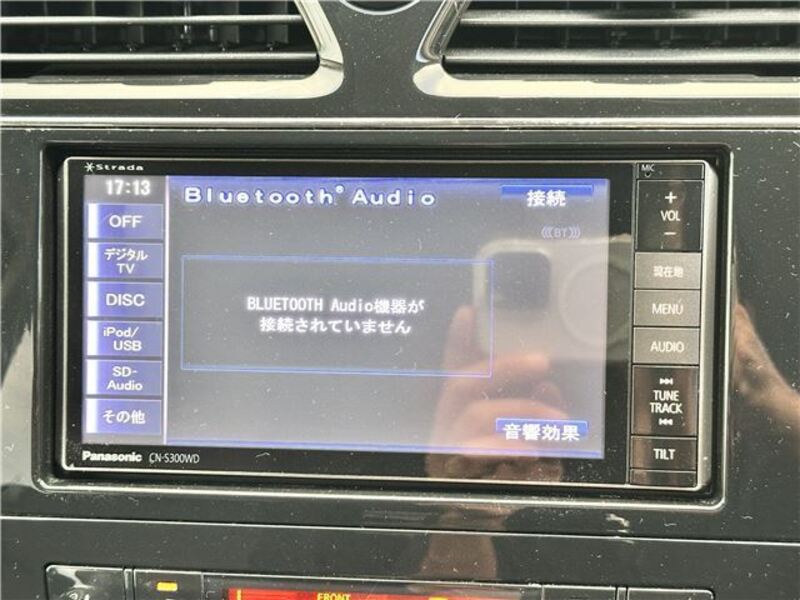 Strada
17:13
OFF
デジタル
TV
DISC
iPod/
USB
SD-
Audio
その他
Bluetooth® Audio
接続
BT
BLUETOOTH Audio機器が
接続されていません
音響効果
Panasonic CN-S300WD
MIC
+
VOL
−
現在地
MENU
AUDIO
TUNE
TRACK
TILT
FRONT